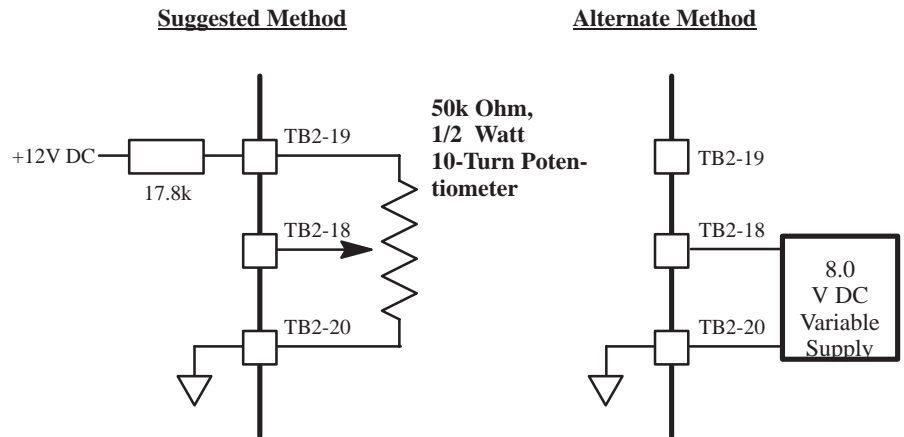 Suggested Method
Alternate Method
50k Ohm,
1/2 Watt
10-Turn Poten-
tiometer
+12V DC
17.8k
TB2-19
TB2-18
TB2-20
TB2-19
TB2-18
TB2-20
8.0
V DC
Variable
Supply